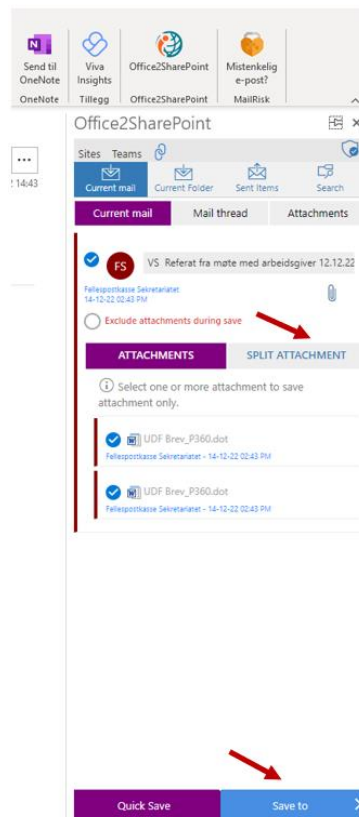 Send til
OneNote
Viva
Insights
Office2SharePoint
Mistenkelig
e-post?
OneNote
Tillegg
Office2SharePoint
MailRisk
Office2SharePoint
Sites Teams
14:43
Current mail
Current Folder
Sent Items
Search
Current mail
Mail thread
Attachments
FS
VS Referat fra møte med arbeidsgiver 12.12.22
Fellespostkasse Sekretariatet
14-12-22 02:43 PM
Exclude attachments during save
ATTACHMENTS
SPLIT ATTACHMENT
Select one or more attachment to save
attachment only.
UDF Brev_P360.dot
Fellespostkasse Sekretariatet - 14-12-22 02:43 PM
UDF Brev_P360.dot
Fellespostkasse Sekretariatet - 14-12-22 02:43 PM
Quick Save
Save to